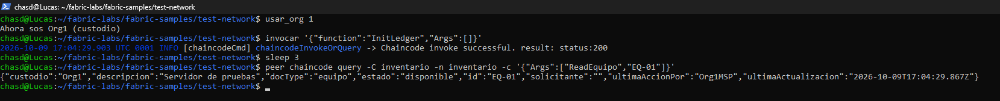 chasd@Lucas: ~/fabric-labs/fabric-samples/test-network
chasd@Lucas:~/fabric-labs/fabric-samples/test-network$ usar_org 1
Ahora sos Org1 (custodio)
chasd@Lucas:~/fabric-labs/fabric-samples/test-network$ invocar '{"function":"InitLedger","Args":[]}'
2026-10-09 17:04:29.903 UTC 0001 INFO [chaincodeCmd] chaincodeInvokeOrQuery -> Chaincode invoke successful. result: status:200
chasd@Lucas:~/fabric-labs/fabric-samples/test-network$ sleep 3
chasd@Lucas:~/fabric-labs/fabric-samples/test-network$ peer chaincode query -C inventario -n inventario -c '{"Args":["ReadEquipo","EQ-01"]}'
{"custodio":"Org1","descripcion":"Servidor de pruebas","docType":"equipo","estado":"disponible","id":"EQ-01","solicitante":"","ultimaAccionPor":"Org1MSP","ultimaActualizacion":"2026-10-09T17:04:29.867Z"}
chasd@Lucas:~/fabric-labs/fabric-samples/test-network$